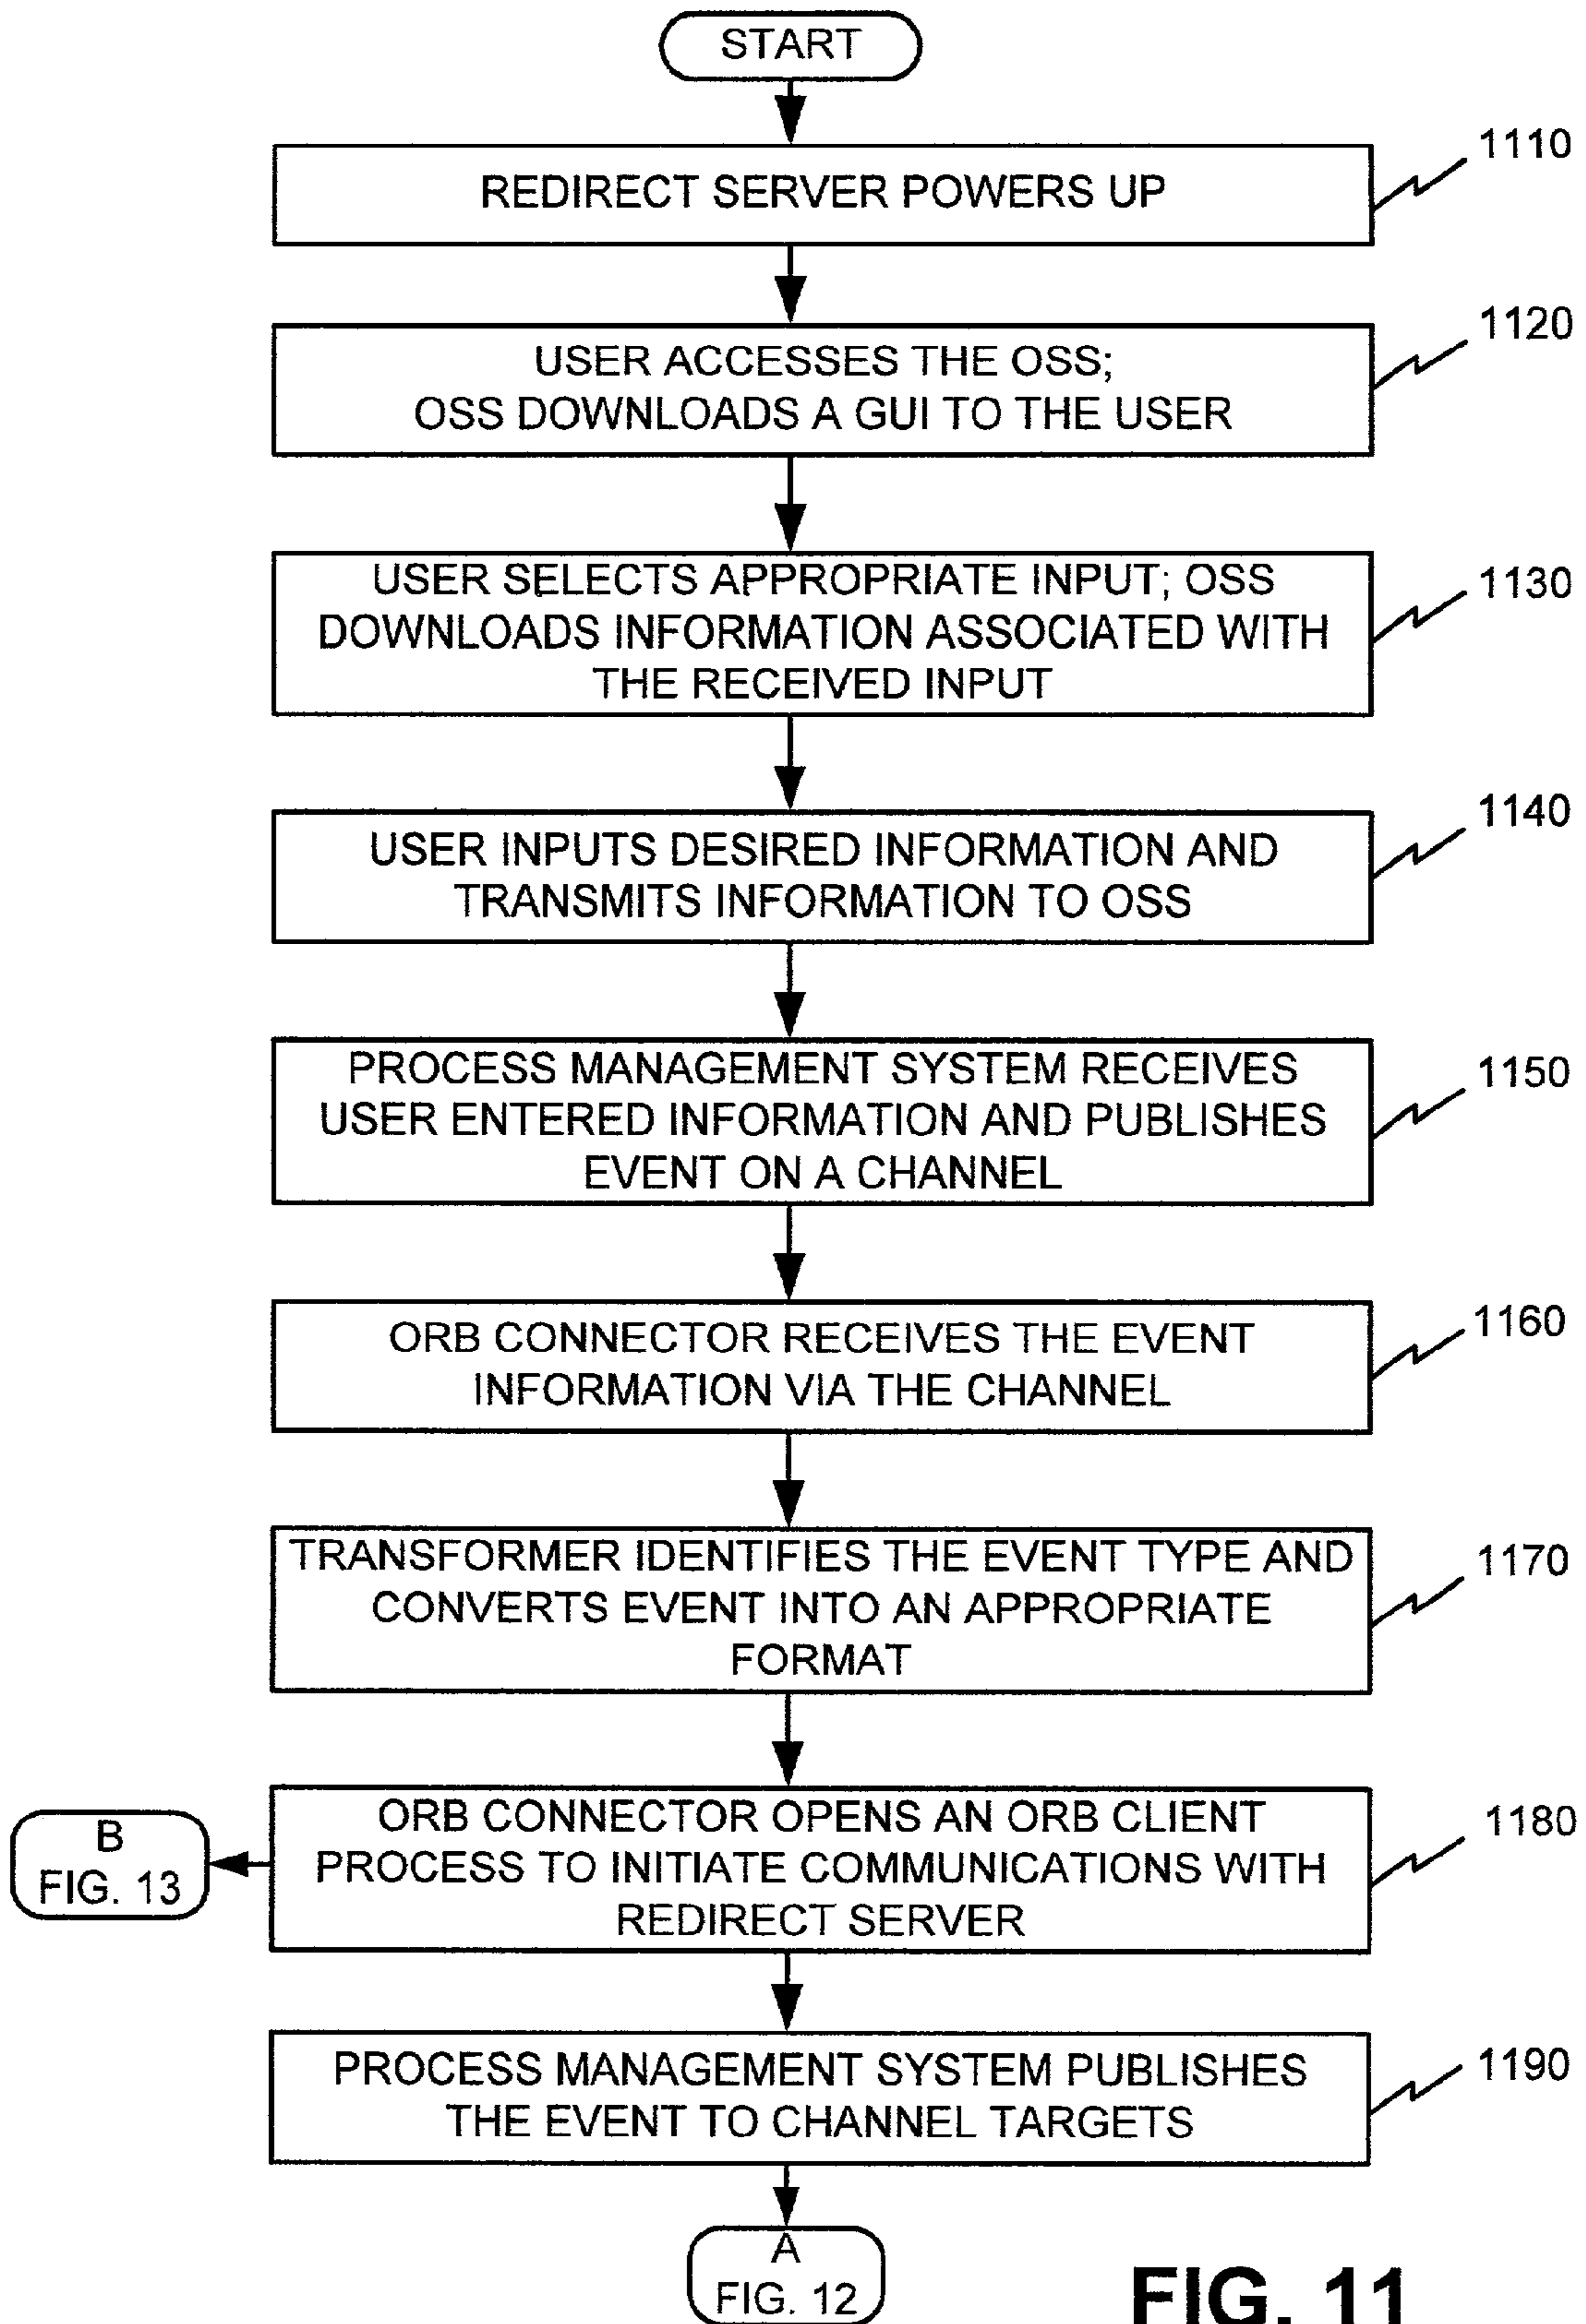 START
1110
REDIRECT SERVER POWERS UP
1120
USER ACCESSES THE OSS;
OSS DOWNLOADS A GUI TO THE USER
1130
USER SELECTS APPROPRIATE INPUT; OSS
DOWNLOADS INFORMATION ASSOCIATED WITH
THE RECEIVED INPUT
1140
USER INPUTS DESIRED INFORMATION AND
TRANSMITS INFORMATION TO OSS
1150
PROCESS MANAGEMENT SYSTEM RECEIVES
USER ENTERED INFORMATION AND PUBLISHES
EVENT ON A CHANNEL
1160
ORB CONNECTOR RECEIVES THE EVENT
INFORMATION VIA THE CHANNEL
1170
TRANSFORMER IDENTIFIES THE EVENT TYPE AND
CONVERTS EVENT INTO AN APPROPRIATE
FORMAT
1180
ORB CONNECTOR OPENS AN ORB CLIENT
PROCESS TO INITIATE COMMUNICATIONS WITH
REDIRECT SERVER
B
FIG. 13
1190
PROCESS MANAGEMENT SYSTEM PUBLISHES
THE EVENT TO CHANNEL TARGETS
A
FIG. 12
FIG. 11